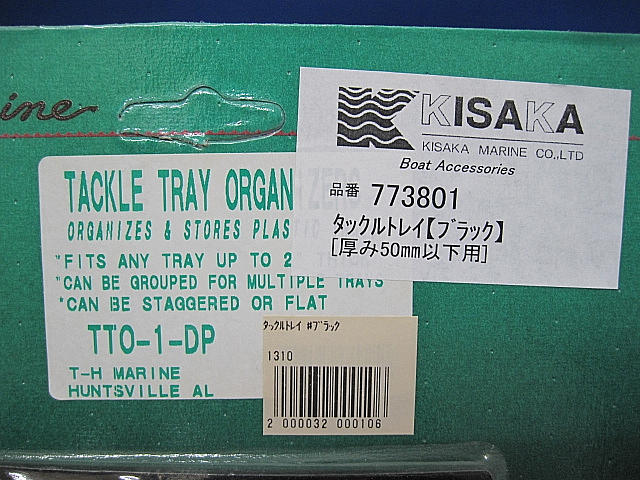 ine
KISAKA
KISAKA MARINE CO.,LTD
Boat Accessories
品番 773801
タックルトレイ【ブラック】
[厚み50mm以下用]
TACKLE TRAY ORGANIZERS
ORGANIZES & STORES PLAS
"FITS ANY TRAY UP TO 2
"CAN BE GROUPED FOR MULTIPLE TRAYS
*CAN BE STAGGERED OR FLAT
TTO-1-DP
T-H MARINE
HUNTSVILLE AL
タックルトレイ #ブラック
1310
2 000032 000106